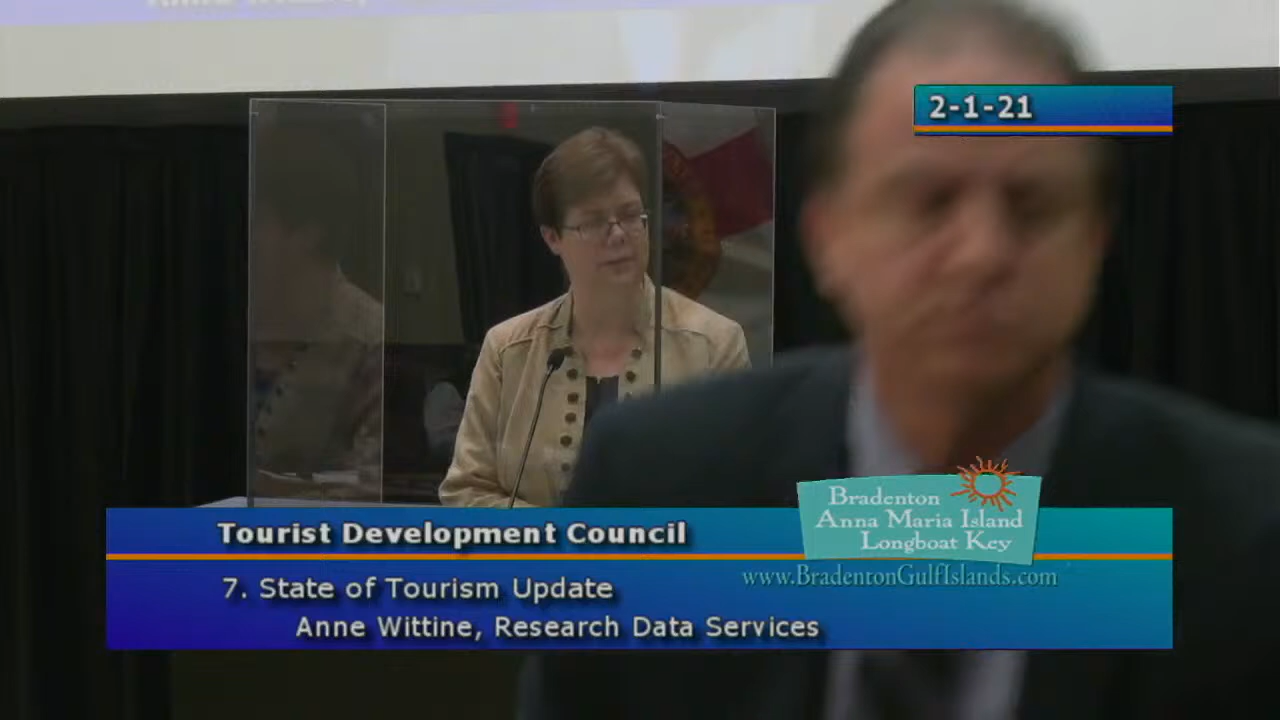 2-1-21
Tourist Development Council
Bradenton
Anna Maria Island
Longboat Key
7. State of Tourism Update
www.BradentonGulfIslands.com
Anne Wittine, Research Data Services